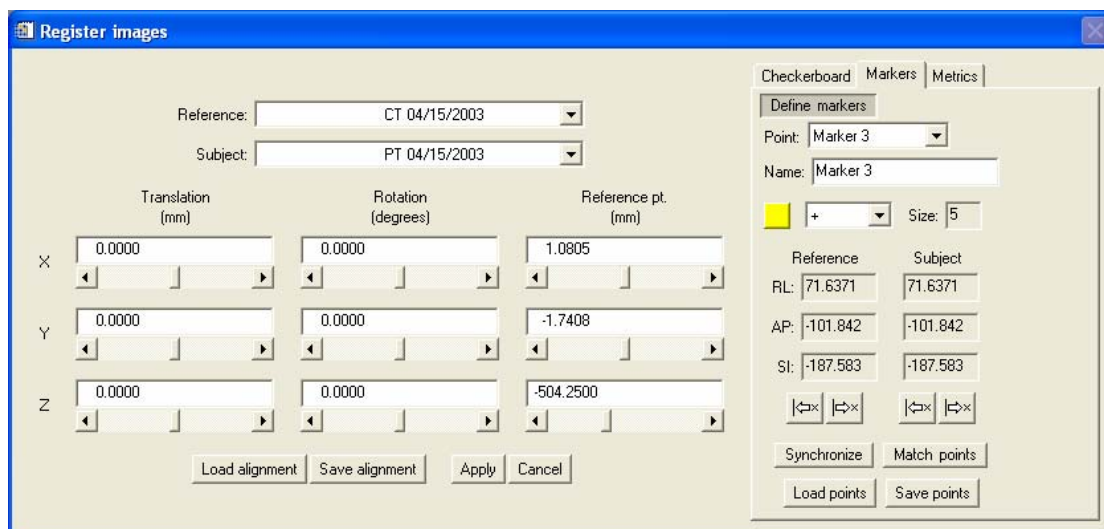 Register images
Checkerboard Markers Metrics
Define markers
Reference: CT 04/15/2003
Point: Marker 3
Subject: PT 04/15/2003
Name: Marker 3
Translation Rotation Reference pt.
(mm) (degrees) (mm)
+ Size: 5
X 0.0000 0.0000 1.0805
Reference Subject
RL: 71.6371 71.6371
Y 0.0000 0.0000 -1.7408
AP: -101.842 -101.842
SI: -187.583 -187.583
Z 0.0000 0.0000 -504.2500
Synchronize Match points
Load alignment Save alignment Apply Cancel
Load points Save points